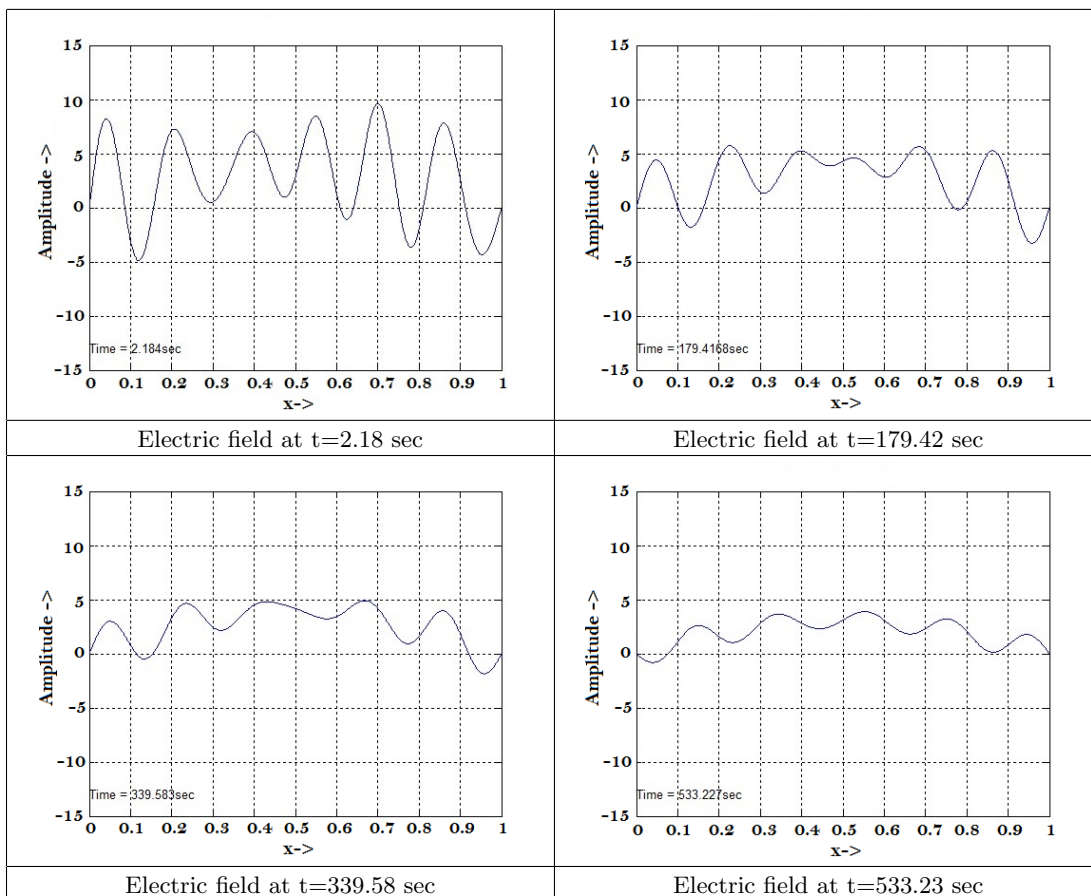 15
10
5
0
-5
-10
-15
Amplitude ->
Time = 2.184sec
0 0.1 0.2 0.3 0.4 0.5 0.6 0.7 0.8 0.9 1
x->
Electric field at t=2.18 sec
15
10
5
0
-5
-10
-15
Amplitude ->
Time = 179.4168sec
0 0.1 0.2 0.3 0.4 0.5 0.6 0.7 0.8 0.9 1
x->
Electric field at t=179.42 sec
15
10
5
0
-5
-10
-15
Amplitude ->
Time = 339.583sec
0 0.1 0.2 0.3 0.4 0.5 0.6 0.7 0.8 0.9 1
x->
Electric field at t=339.58 sec
15
10
5
0
-5
-10
-15
Amplitude ->
Time = 533.227sec
0 0.1 0.2 0.3 0.4 0.5 0.6 0.7 0.8 0.9 1
x->
Electric field at t=533.23 sec